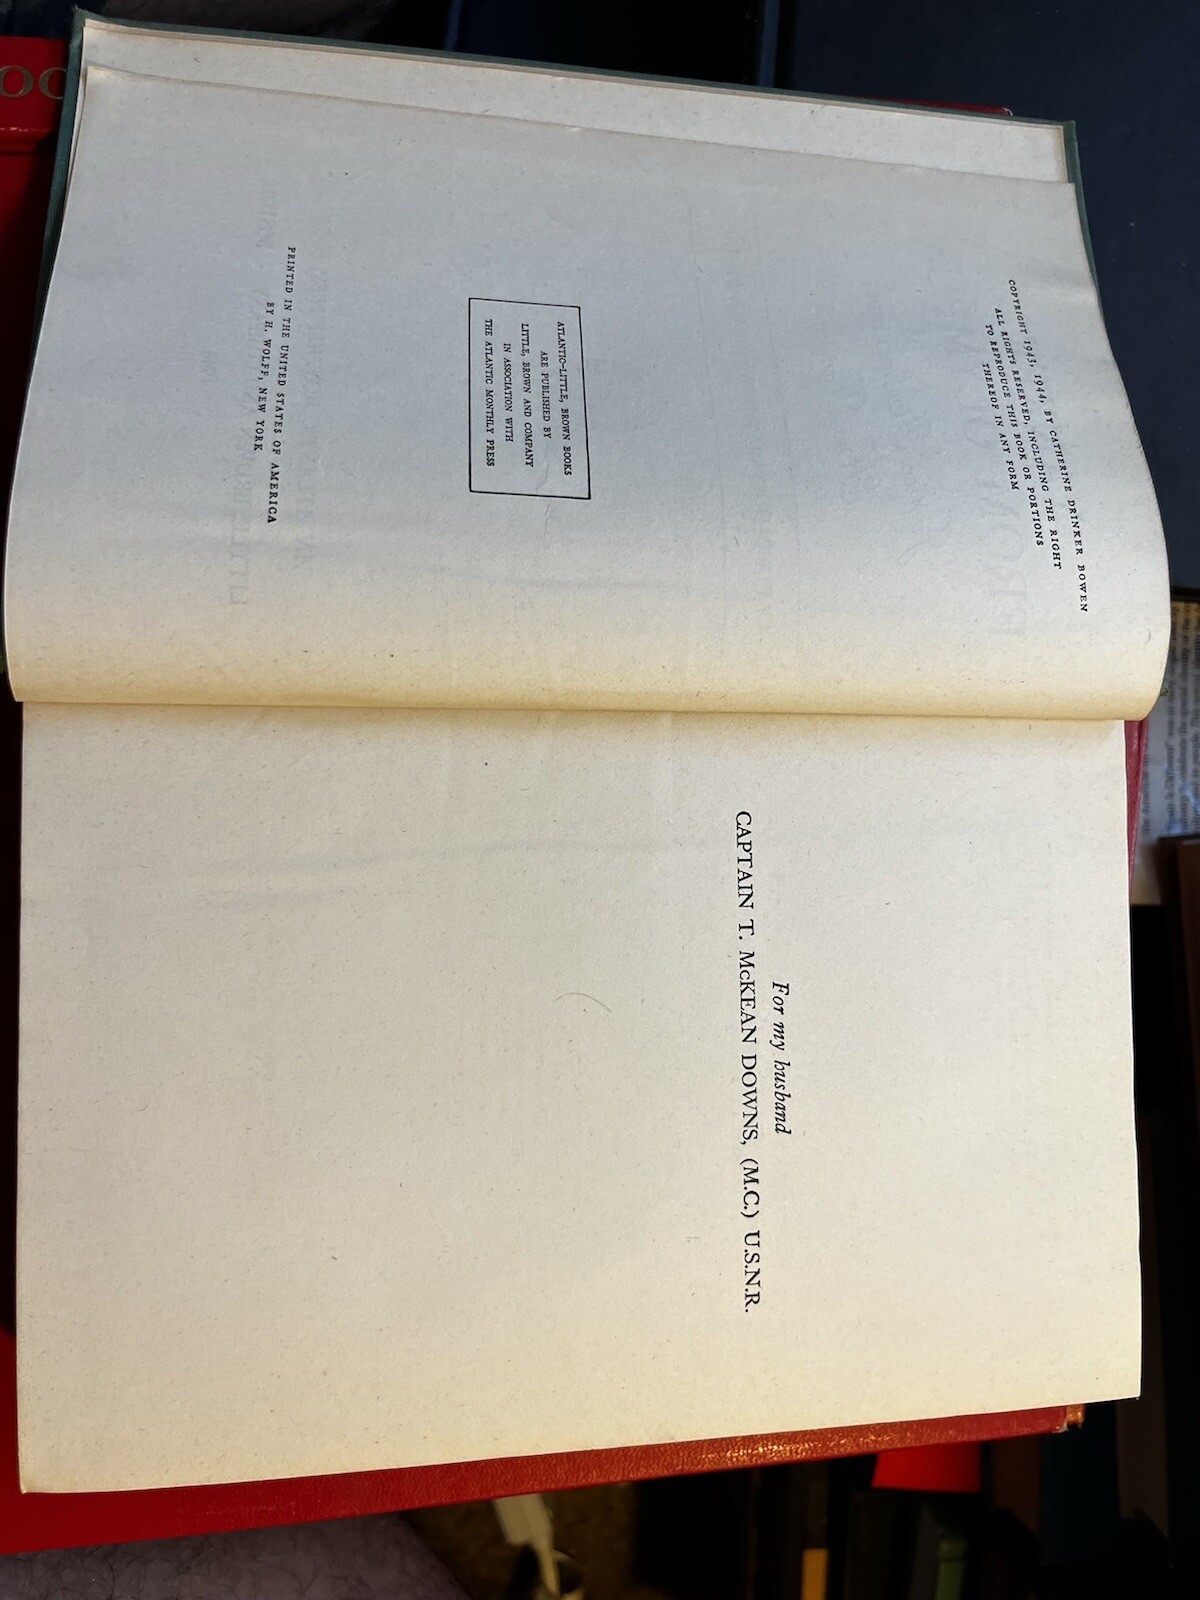 COPYRIGHT 1943, 1944, BY CATHERINE DRINKER BOWEN
ALL RIGHTS RESERVED, INCLUDING THE RIGHT
TO REPRODUCE THIS BOOK OR PORTIONS
THEREOF IN ANY FORM
ATLANTIC—LITTLE, BROWN BOOKS
ARE PUBLISHED BY
LITTLE, BROWN AND COMPANY
IN ASSOCIATION WITH
THE ATLANTIC MONTHLY PRESS
PRINTED IN THE UNITED STATES OF AMERICA
BY H. WOLFF, NEW YORK
For my husband
CAPTAIN T. McKEAN DOWNS, (M.C.) U.S.N.R.